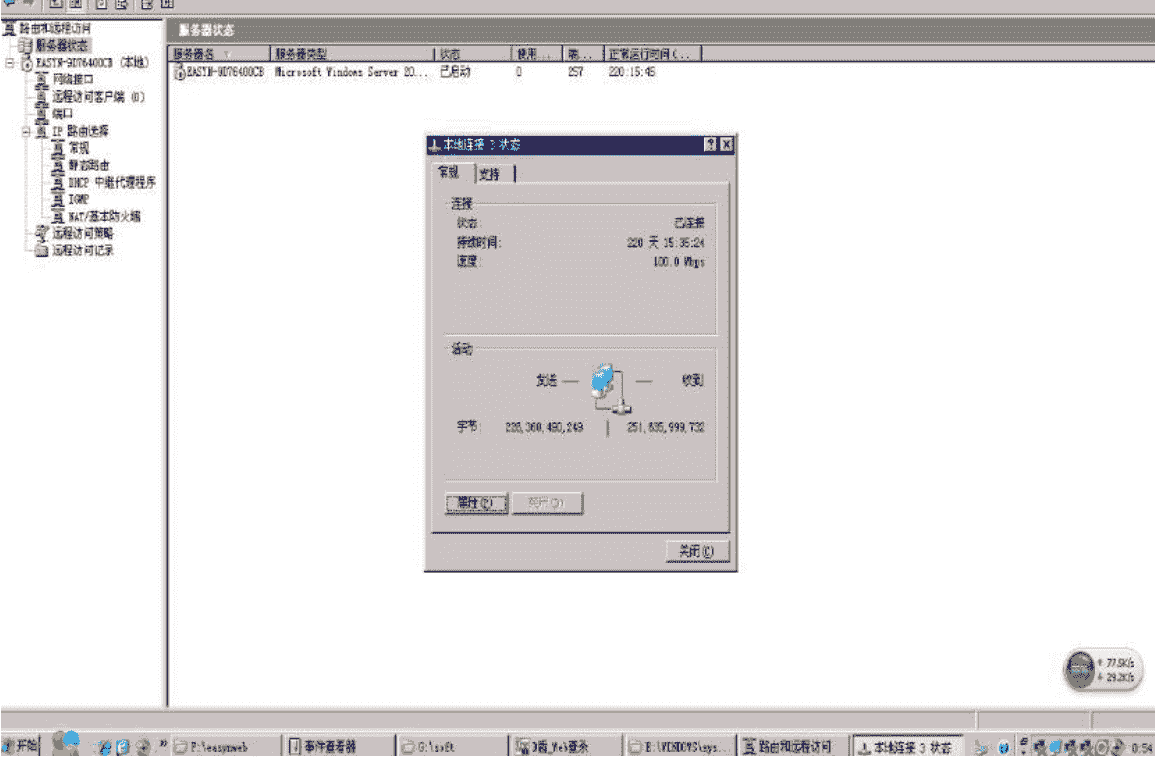 路由和远程访问
服务器状态
服务器状态
EASYN-9D76400CB (本地)
网络接口
远程访问客户端 (0)
端口
IP 路由选择
常规
静态路由
DHCP 中继代理程序
IGMP
NAT/基本防火墙
远程访问策略
远程访问记录
服务器名 服务器类型 状态 使用... 端... 正常运行时间(...
EASYN-9D76400CB Microsoft Windows Server 20... 已启动 0 257 220:15:45
本地连接 3 状态
常规 支持
连接
状态: 已连接
持续时间: 220 天 15:35:24
速度: 100.0 Mbps
活动
发送 — — 收到
字节: 251,635,999,732
属性(P) 禁用(D)
关闭(C)
77.5K/s
29.2K/s
开始 F:\easynweb 事件查看器 G:\soft E:\WINDOWS\sys... 路由和远程访问 本地连接 3 状态 0:54